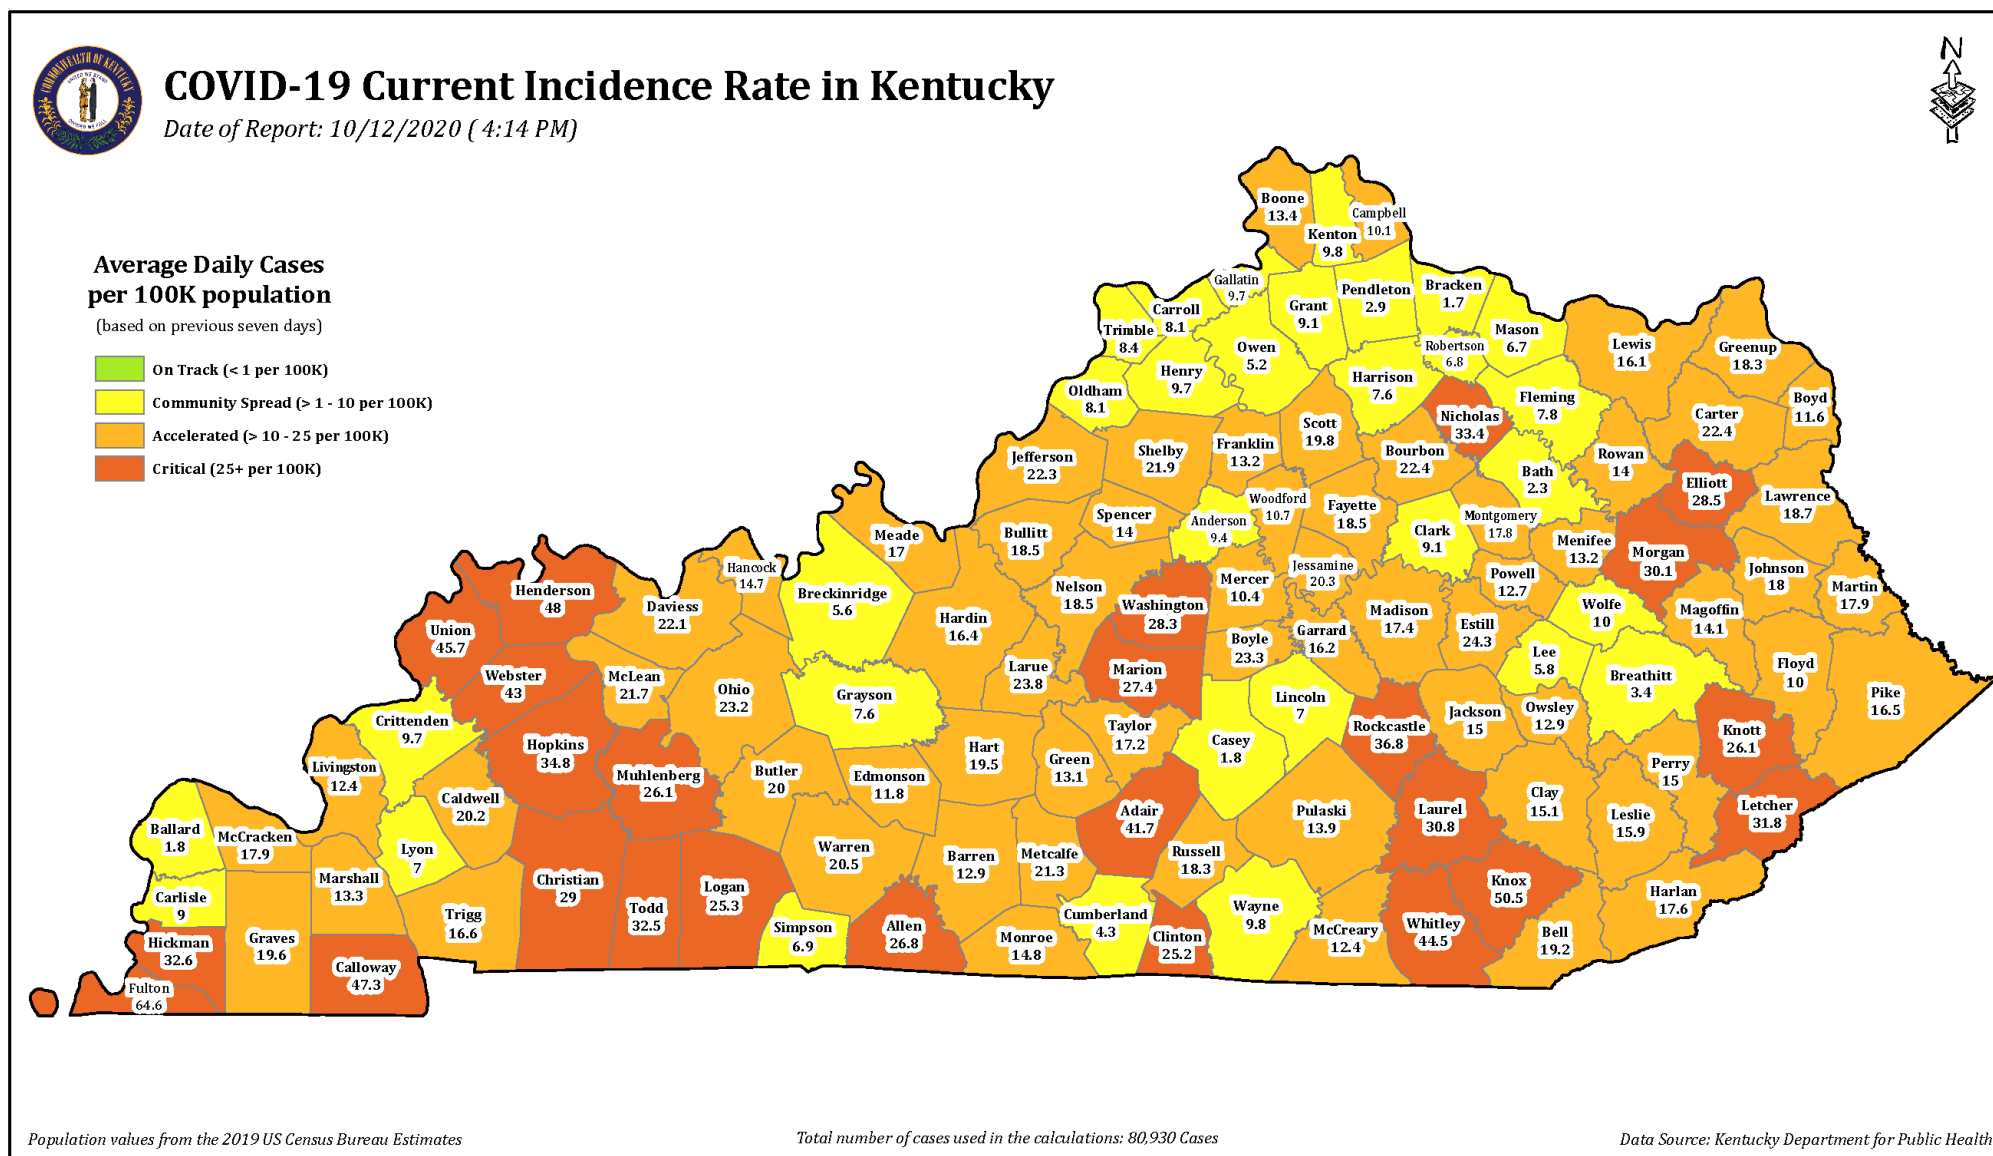 COMMONWEALTH OF KENTUCKY
UNITED WE STAND
DIVIDED WE FALL
COVID-19 Current Incidence Rate in Kentucky
Date of Report: 10/12/2020 ( 4:14 PM)
N
Average Daily Cases
per 100K population
(based on previous seven days)
On Track (< 1 per 100K)
Community Spread (> 1 - 10 per 100K)
Accelerated (> 10 - 25 per 100K)
Critical (25+ per 100K)
Boone
13.4
Campbell
10.1
Kenton
9.8
Gallatin
9.7
Carroll
8.1
Trimble
8.4
Grant
9.1
Pendleton
2.9
Bracken
1.7
Mason
6.7
Robertson
6.8
Owen
5.2
Henry
9.7
Oldham
8.1
Harrison
7.6
Nicholas
33.4
Fleming
7.8
Lewis
16.1
Greenup
18.3
Boyd
11.6
Carter
22.4
Rowan
14
Bath
2.3
Elliott
28.5
Lawrence
18.7
Jefferson
22.3
Shelby
21.9
Franklin
13.2
Scott
19.8
Bourbon
22.4
Woodford
10.7
Fayette
18.5
Clark
9.1
Montgomery
17.8
Menifee
13.2
Morgan
30.1
Johnson
18
Martin
17.9
Meade
17
Bullitt
18.5
Spencer
14
Anderson
9.4
Mercer
10.4
Jessamine
20.3
Powell
12.7
Wolfe
10
Magoffin
14.1
Henderson
48
Daviess
22.1
Hancock
14.7
Breckinridge
5.6
Hardin
16.4
Nelson
18.5
Washington
28.3
Boyle
23.3
Garrard
16.2
Madison
17.4
Estill
24.3
Lee
5.8
Breathitt
3.4
Floyd
10
Pike
16.5
Union
45.7
Webster
43
McLean
21.7
Ohio
23.2
Grayson
7.6
Larue
23.8
Marion
27.4
Lincoln
7
Rockcastle
36.8
Jackson
15
Owsley
12.9
Perry
15
Knott
26.1
Crittenden
9.7
Hopkins
34.8
Muhlenberg
26.1
Butler
20
Edmonson
11.8
Hart
19.5
Green
13.1
Taylor
17.2
Casey
1.8
Pulaski
13.9
Laurel
30.8
Clay
15.1
Leslie
15.9
Letcher
31.8
Livingston
12.4
Caldwell
20.2
Ballard
1.8
McCracken
17.9
Lyon
7
Warren
20.5
Barren
12.9
Metcalfe
21.3
Adair
41.7
Russell
18.3
Knox
50.5
Harlan
17.6
Carlisle
9
Marshall
13.3
Trigg
16.6
Christian
29
Todd
32.5
Logan
25.3
Simpson
6.9
Allen
26.8
Monroe
14.8
Cumberland
4.3
Clinton
25.2
Wayne
9.8
McCreary
12.4
Whitley
44.5
Bell
19.2
Hickman
32.6
Graves
19.6
Calloway
47.3
Fulton
64.6
Population values from the 2019 US Census Bureau Estimates
Total number of cases used in the calculations: 80,930 Cases
Data Source: Kentucky Department for Public Health